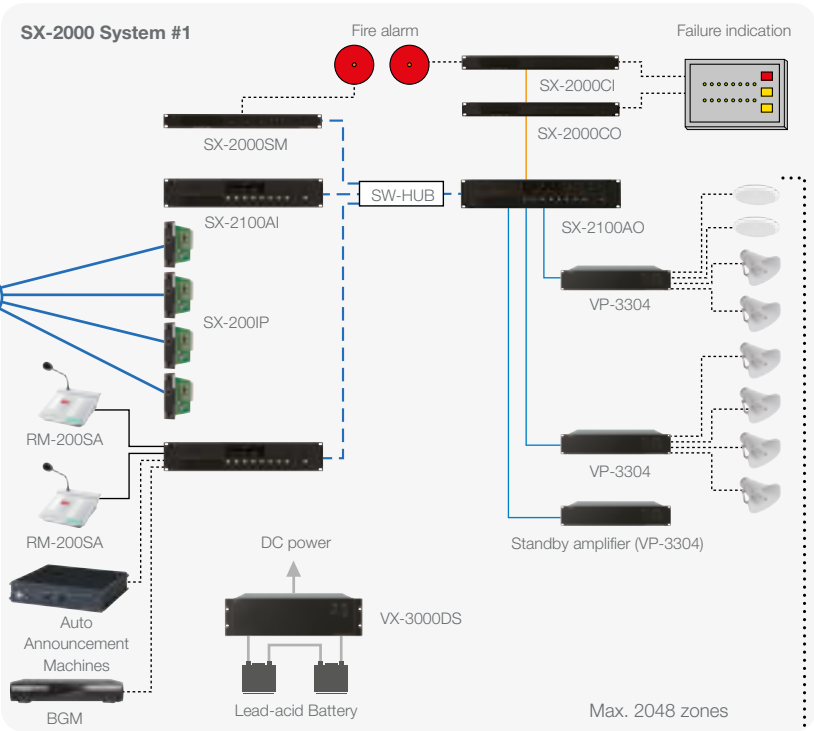 SX-2000 System #1
Fire alarm
Failure indication
SX-2000CI
SX-2000CO
SX-2000SM
SW-HUB
SX-2100AI
SX-2100AO
VP-3304
SX-200IP
RM-200SA
VP-3304
RM-200SA
DC power
Standby amplifier (VP-3304)
VX-3000DS
Auto
Announcement
Machines
Lead-acid Battery
BGM
Max. 2048 zones